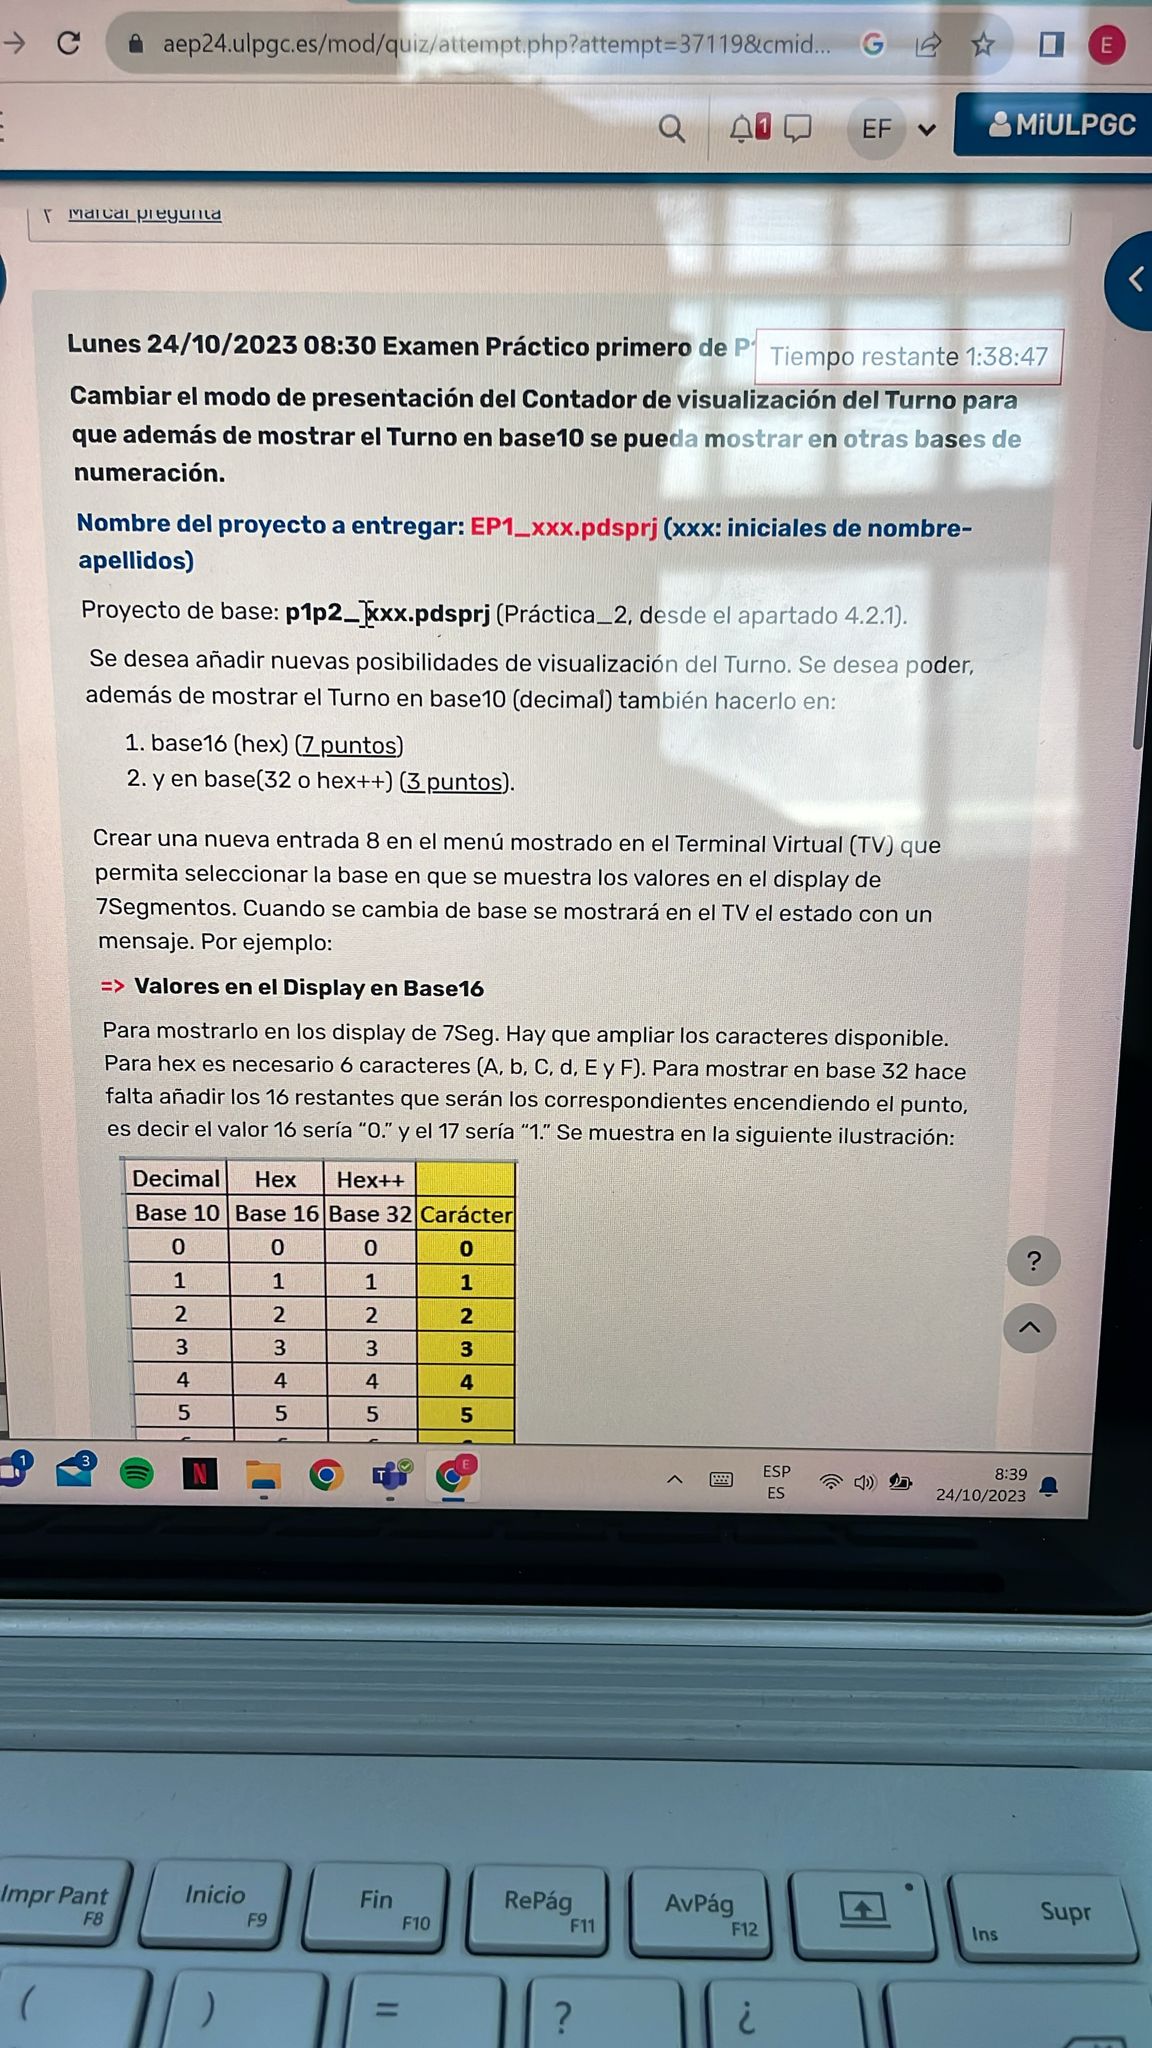 aep24.ulpgc.es/mod/quiz/attempt.php?attempt=37119&cmid...
G
E
1
EF
MiULPGC
Marcar pregunta
Lunes 24/10/2023 08:30 Examen Práctico primero de
Tiempo restante 1:38:47
Cambiar el modo de presentación del Contador de visualización del Turno para
que además de mostrar el Turno en base10 se pueda mostrar en otras bases de
numeración.
Nombre del proyecto a entregar: EP1_xxx.pdsprj (xxx: iniciales de nombre-
apellidos)
Proyecto de base: p1p2_xxx.pdsprj (Práctica_2, desde el apartado 4.2.1).
Se desea añadir nuevas posibilidades de visualización del Turno. Se desea poder,
además de mostrar el Turno en base10 (decimal) también hacerlo en:
1. base16 (hex) (7 puntos)
2. y en base(32 o hex++) (3 puntos).
Crear una nueva entrada 8 en el menú mostrado en el Terminal Virtual (TV) que
permita seleccionar la base en que se muestra los valores en el display de
7Segmentos. Cuando se cambia de base se mostrará en el TV el estado con un
mensaje. Por ejemplo:
=> Valores en el Display en Base16
Para mostrarlo en los display de 7Seg. Hay que ampliar los caracteres disponible.
Para hex es necesario 6 caracteres (A, b, C, d, E y F). Para mostrar en base 32 hace
falta añadir los 16 restantes que serán los correspondientes encendiendo el punto,
es decir el valor 16 sería “0.” y el 17 sería “1.” Se muestra en la siguiente ilustración:
Decimal Hex Hex++
Base 10 Base 16 Base 32 Carácter
0 0 0 0
1 1 1 1
2 2 2 2
3 3 3 3
4 4 4 4
5 5 5 5
?
1
3
N
T
E
ESP
ES
8:39
24/10/2023
Impr Pant F8
Inicio F9
Fin F10
RePág F11
AvPág F12
Ins Supr
( ) = ? ¿